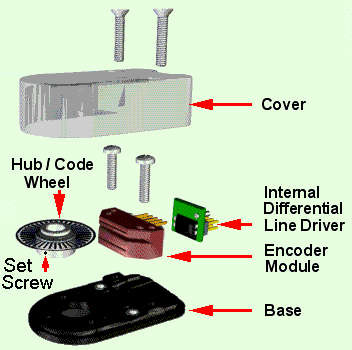 Cover
Hub / Code
Wheel
Internal
Differential
Line Driver
Encoder
Module
Set
Screw
Base